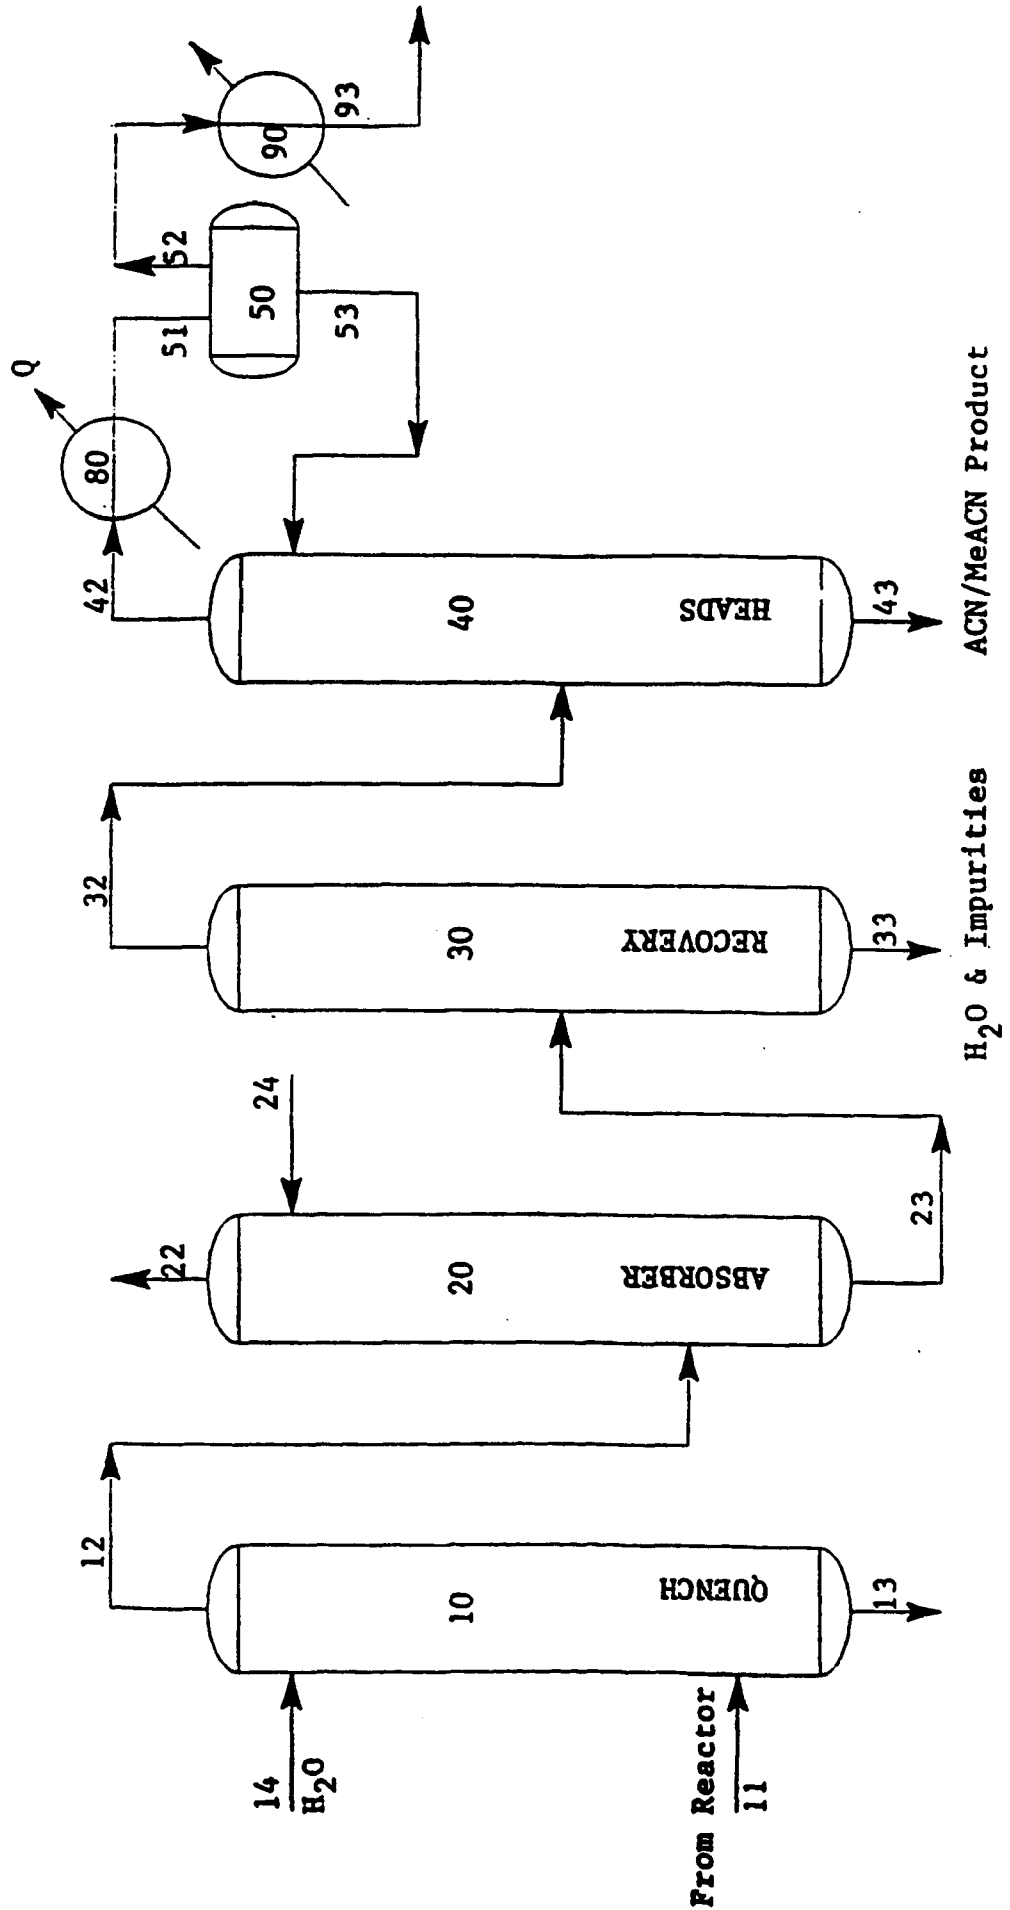 Q
80
42
51
52
50
53
90
93
40
HEADS
43
ACN/MeACN Product
32
30
RECOVERY
33
H₂O & Impurities
24
22
20
ABSORBER
23
12
10
QUENCH
13
14
H₂O
From Reactor
11